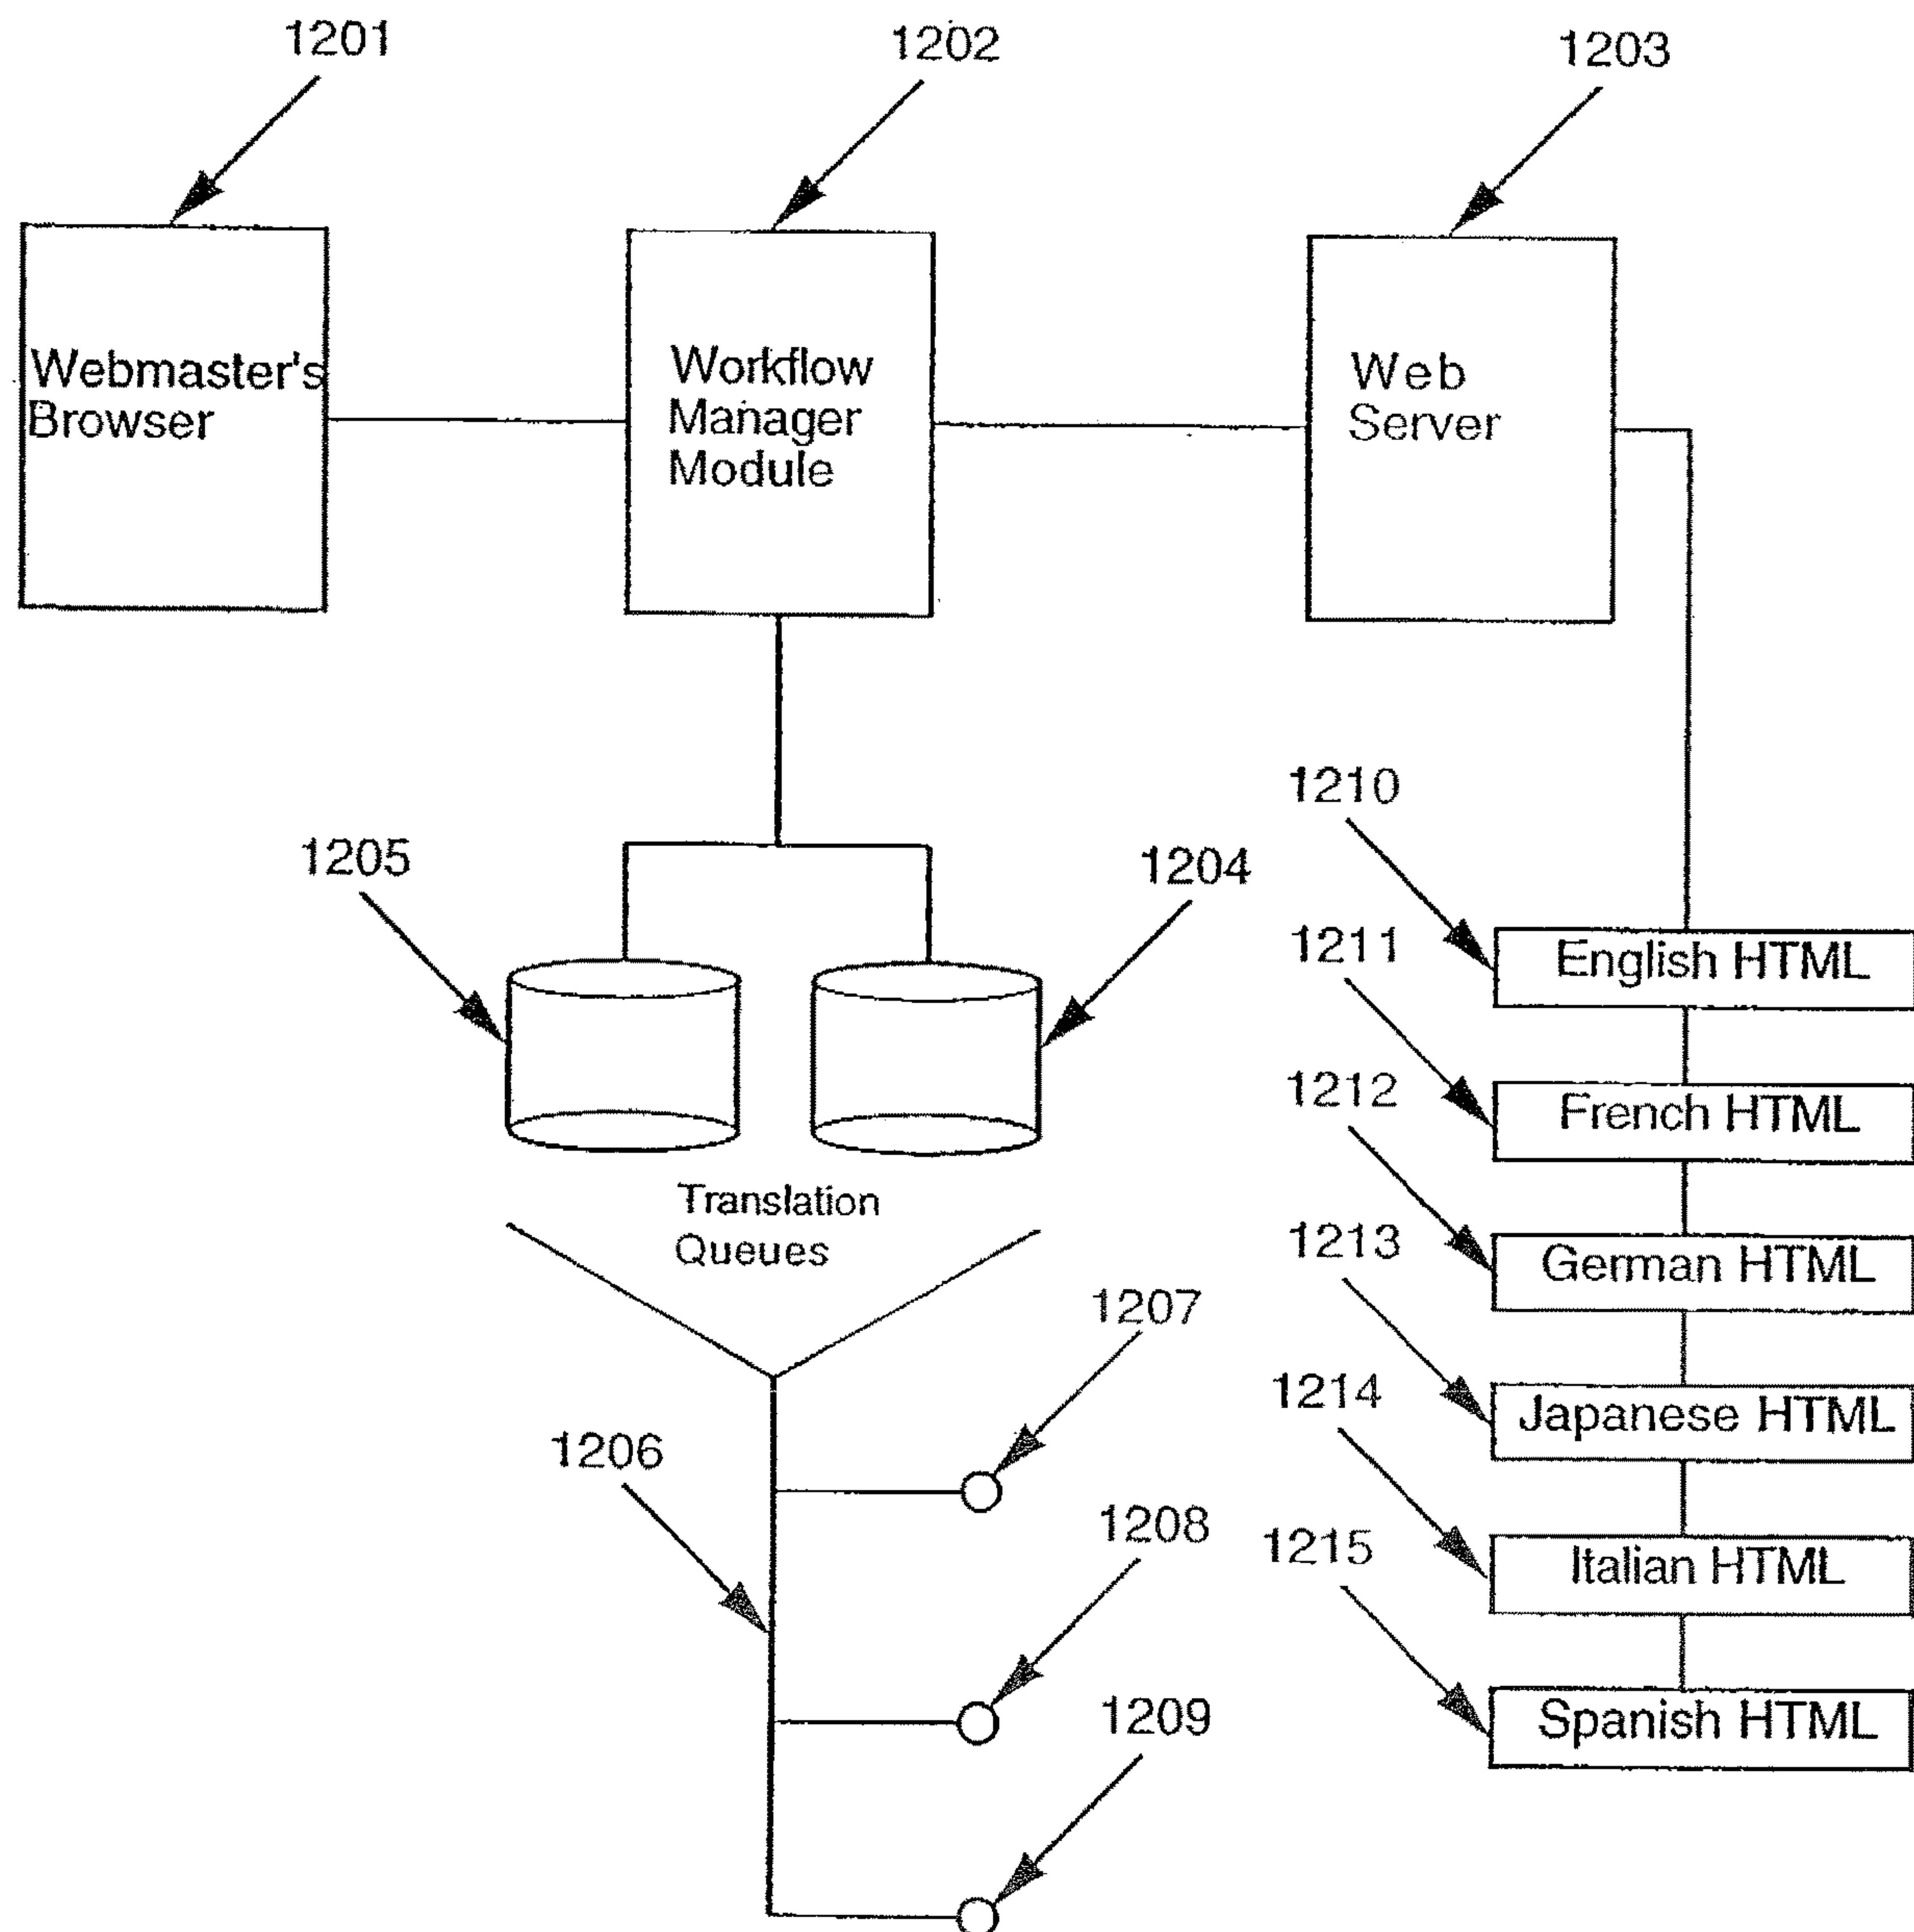 1201
1202
1203
Webmaster's
Browser
Workflow
Manager
Module
Web
Server
1205
1204
Translation
Queues
1206
1207
1208
1209
1210
English HTML
1211
French HTML
1212
German HTML
1213
Japanese HTML
1214
Italian HTML
1215
Spanish HTML